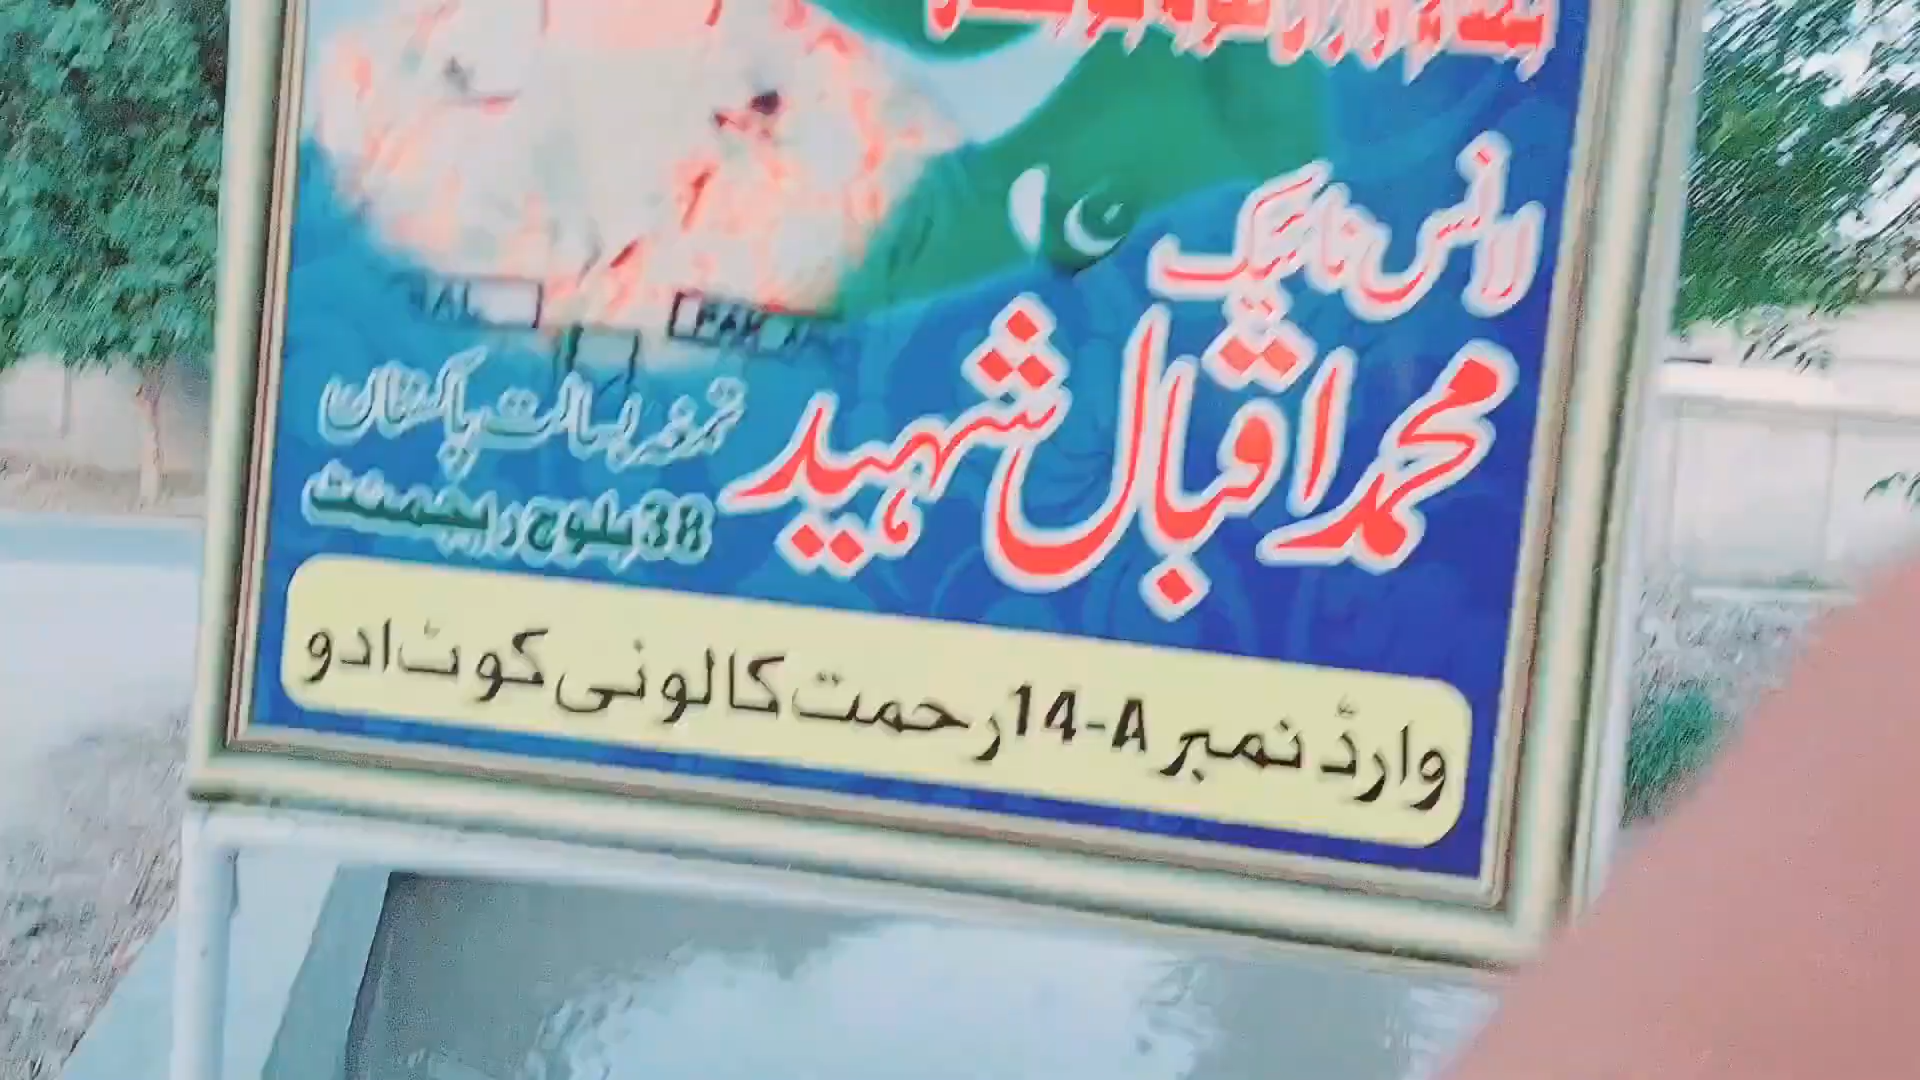 لانس نائیک
محمد اقبال شہید
تمغہ بسالت پاکستان
38 بلوچ رجمنٹ
وارڈ نمبر 14-A رحمت کالونی کوٹ ادو